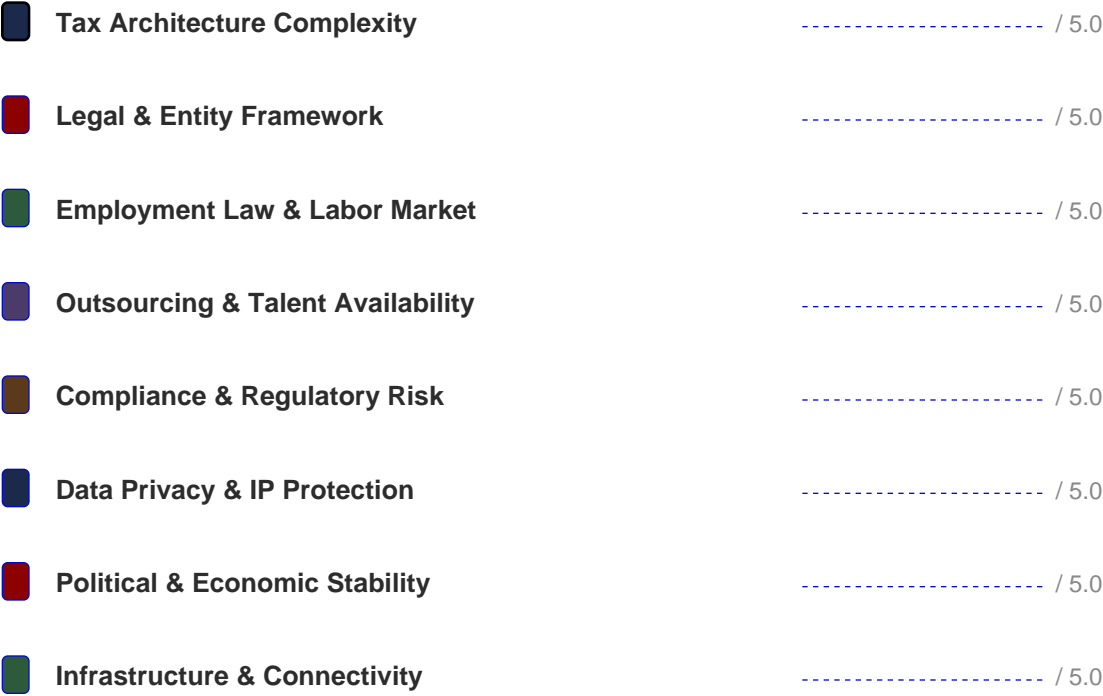 Tax Architecture Complexity / 5.0
Legal & Entity Framework / 5.0
Employment Law & Labor Market / 5.0
Outsourcing & Talent Availability / 5.0
Compliance & Regulatory Risk / 5.0
Data Privacy & IP Protection / 5.0
Political & Economic Stability / 5.0
Infrastructure & Connectivity / 5.0